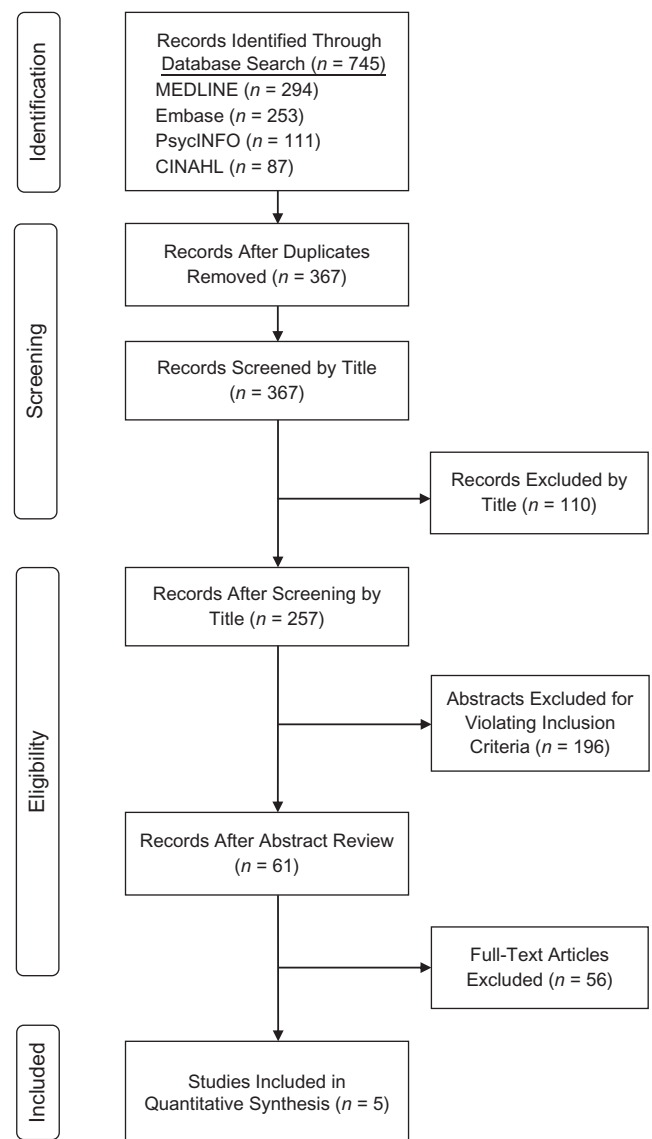 Identification
Records Identified Through
Database Search (n = 745)
MEDLINE (n = 294)
Embase (n = 253)
PsycINFO (n = 111)
CINAHL (n = 87)
Screening
Records After Duplicates
Removed (n = 367)
Records Screened by Title
(n = 367)
Records Excluded by
Title (n = 110)
Eligibility
Records After Screening by
Title (n = 257)
Abstracts Excluded for
Violating Inclusion
Criteria (n = 196)
Records After Abstract Review
(n = 61)
Full-Text Articles
Excluded (n = 56)
Included
Studies Included in
Quantitative Synthesis (n = 5)